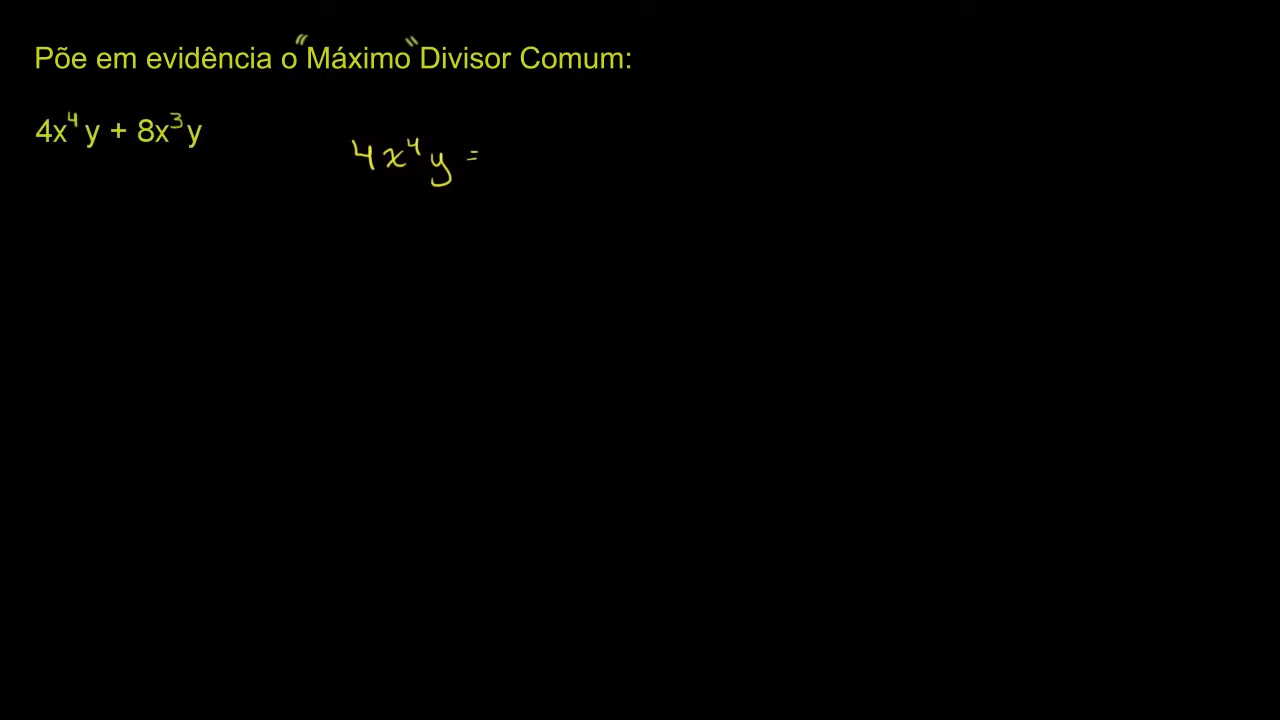 Põe em evidência o "Máximo" Divisor Comum:
4x⁴y + 8x³y
4x⁴y =